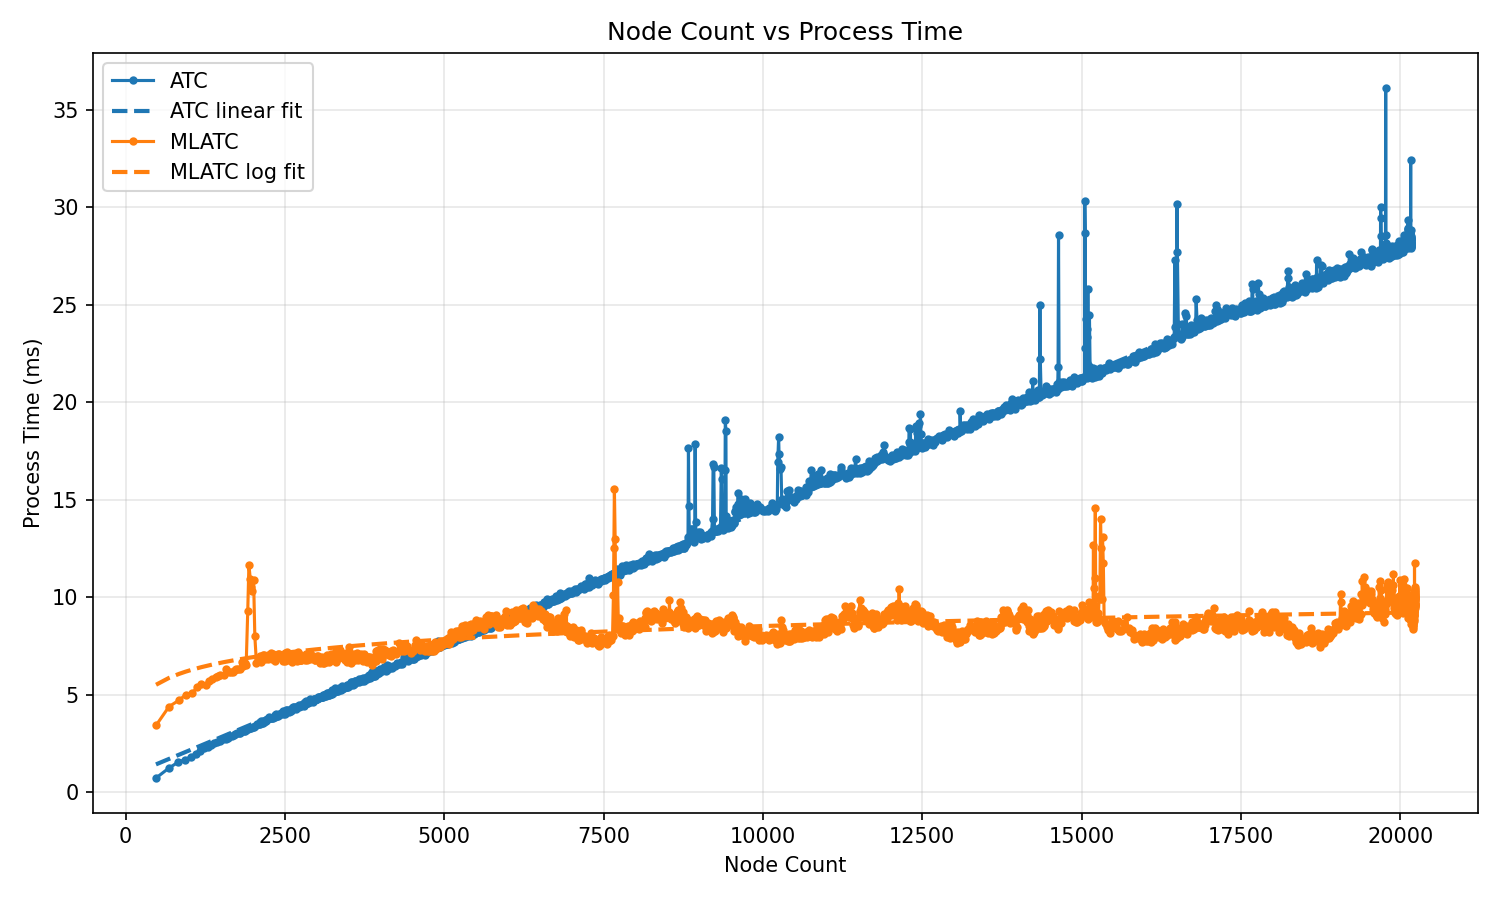 Node Count vs Process Time
ATC
ATC linear fit
MLATC
MLATC log fit
Process Time (ms)
35
30
25
20
15
10
5
0
0 2500 5000 7500 10000 12500 15000 17500 20000
Node Count